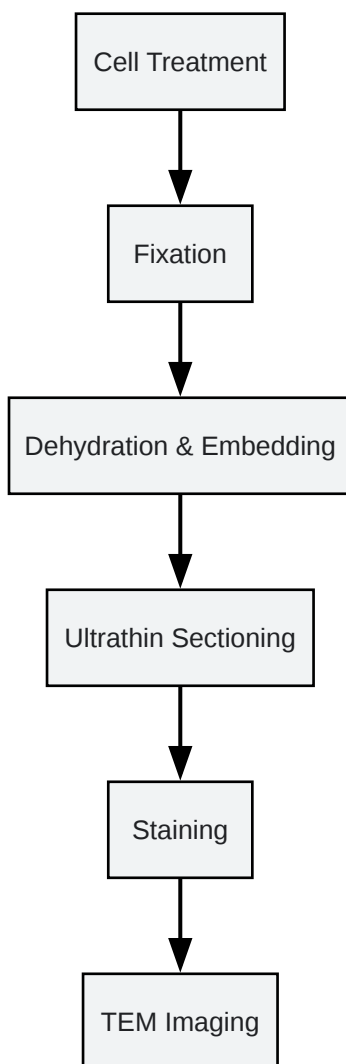 Cell Treatment
Fixation
Dehydration & Embedding
Ultrathin Sectioning
Staining
TEM Imaging